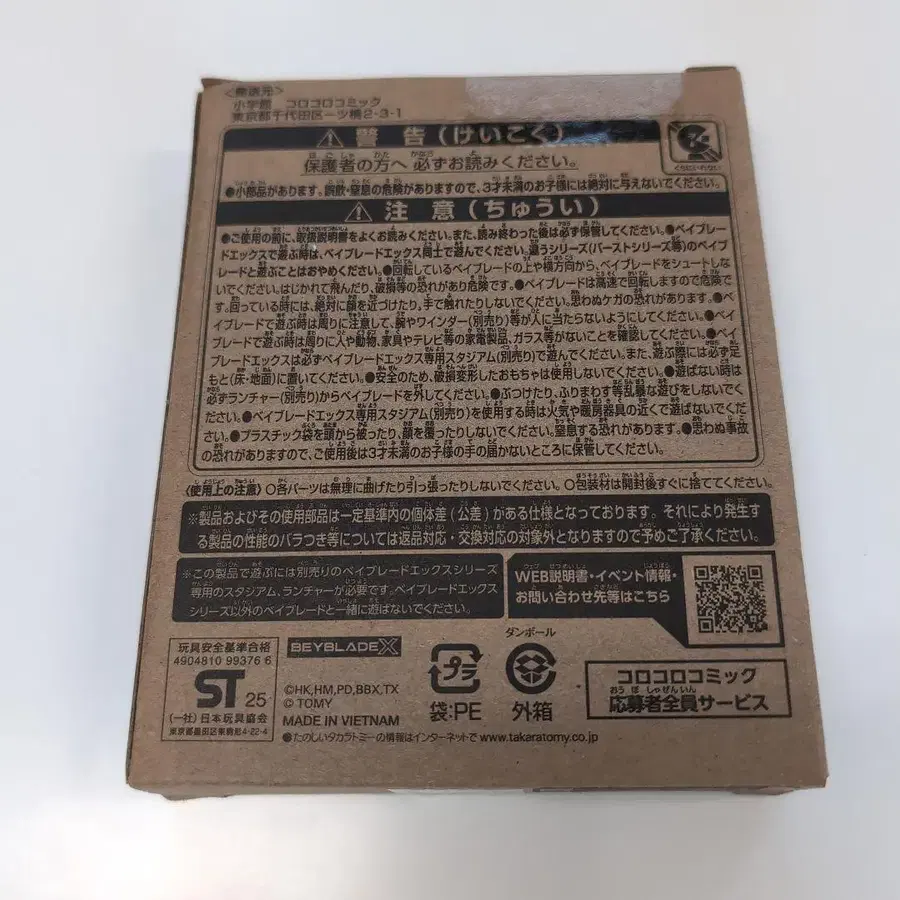 〈発送元〉
小学館 コロコロコミック
東京都千代田区一ツ橋2-3-1
警告(けいこく)
保護者の方へ 必ずお読みください。
●小部品があります。誤飲・窒息の危険がありますので、3才未満のお子様には絶対に与えないでください。
注意(ちゅうい)
●ご使用の前に、取扱説明書をよくお読みください。また、読み終わった後は必ず保管してください。●ベイブレー
ドエックスで遊ぶ時は、ベイブレードエックス同士で遊んでください。違うシリーズ(バーストシリーズ等)のベイブ
レードと遊ぶことはおやめください。●回転しているベイブレードの上や横方向から、ベイブレードをシュートしな
いでください。はじかれて飛んだり、破損等の恐れがあり危険です。●ベイブレードは高速で回転しますので危険で
す。回っている時には、絶対に顔を近づけたり、手で触れたりしないでください。思わぬケガの恐れがあります。●ベ
イブレードで遊ぶ時は周りに注意して、腕やワインダー(別売り)等が人に当たらないようにしてください。●ベイブ
レードで遊ぶ時は周りに人や動物、家具やテレビ等の家電製品、ガラス等がないことを確認してください。●ベイブ
レードエックスは必ずベイブレードエックス専用スタジアム(別売り)で遊んでください。また、遊ぶ際には必ず足
もと(床・地面)に置いてください。●安全のため、破損変形したおもちゃは使用しないでください。●遊ばない時は
必ずランチャー(別売り)からベイブレードを外してください。●ぶつけたり、ふりまわす等乱暴な遊びをしないでく
ださい。●ベイブレードエックス専用スタジアム(別売り)を使用する時は火気や暖房器具の近くで遊ばないでくだ
さい。●プラスチック袋を頭から被ったり、顔を覆ったりしないでください。窒息する恐れがあります。●思わぬ事故
の恐れがありますので、ご使用後は3才未満のお子様の手の届かないところに保管してください。
〈使用上の注意〉○各パーツは無理に曲げたり引っ張ったりしないでください。○包装材は開封後すぐに捨ててください。
※製品およびその使用部品は一定基準内の個体差(公差)がある仕様となっております。それにより発生す
る製品の性能のバラつき等については返品対応・交換対応の対象外となりますので予めご了承ください。
※この製品で遊ぶには別売りのベイブレードエックスシリーズ
専用のスタジアム、ランチャーが必要です。ベイブレードエックス
シリーズ以外のベイブレードと一緒に遊ばないでください。
WEB説明書・イベント情報・
お問い合わせ先等はこちら
玩具安全基準合格
4904810 99376 6
ST 25
(一社)日本玩具協会
東京都墨田区東駒形4-22-4
BEYBLADE X
©HK,HM,PD,BBX,TX
© TOMY
MADE IN VIETNAM
プラ
袋:PE
ダンボール
外箱
コロコロコミック
応募者全員サービス
●たのしいタカラトミーの情報はインターネットで www.takaratomy.co.jp